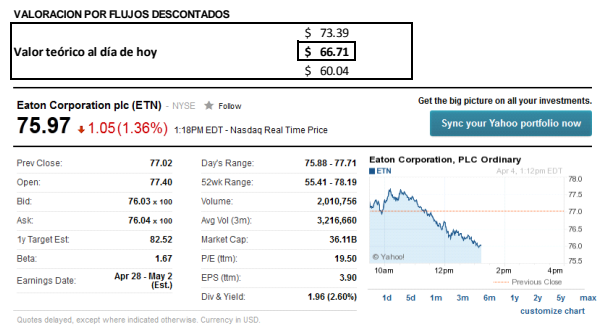 VALORACION POR FLUJOS DESCONTADOS
$ 73.39
Valor teórico al día de hoy $ 66.71
$ 60.04
Get the big picture on all your investments.
Eaton Corporation plc (ETN) - NYSE Follow
75.97 1.05 (1.36%) 1:18PM EDT - Nasdaq Real Time Price
Sync your Yahoo portfolio now
Prev Close: 77.02
Open: 77.40
Bid: 76.03 x 100
Ask: 76.04 x 100
1y Target Est: 82.52
Beta: 1.67
Earnings Date: Apr 28 - May 2 (Est.)
Day's Range: 75.88 - 77.71
52wk Range: 55.41 - 78.19
Volume: 2,010,756
Avg Vol (3m): 3,216,660
Market Cap: 36.11B
P/E (ttm): 19.50
EPS (ttm): 3.90
Div & Yield: 1.96 (2.60%)
Eaton Corporation, PLC Ordinary
ETN Apr 4, 1:12pm EDT
78.0
77.5
77.0
76.5
76.0
75.5
© Yahoo!
10am 12pm 2pm 4pm
Previous Close
1d 5d 1m 3m 6m 1y 2y 5y max
customize chart
Quotes delayed, except where indicated otherwise. Currency in USD.